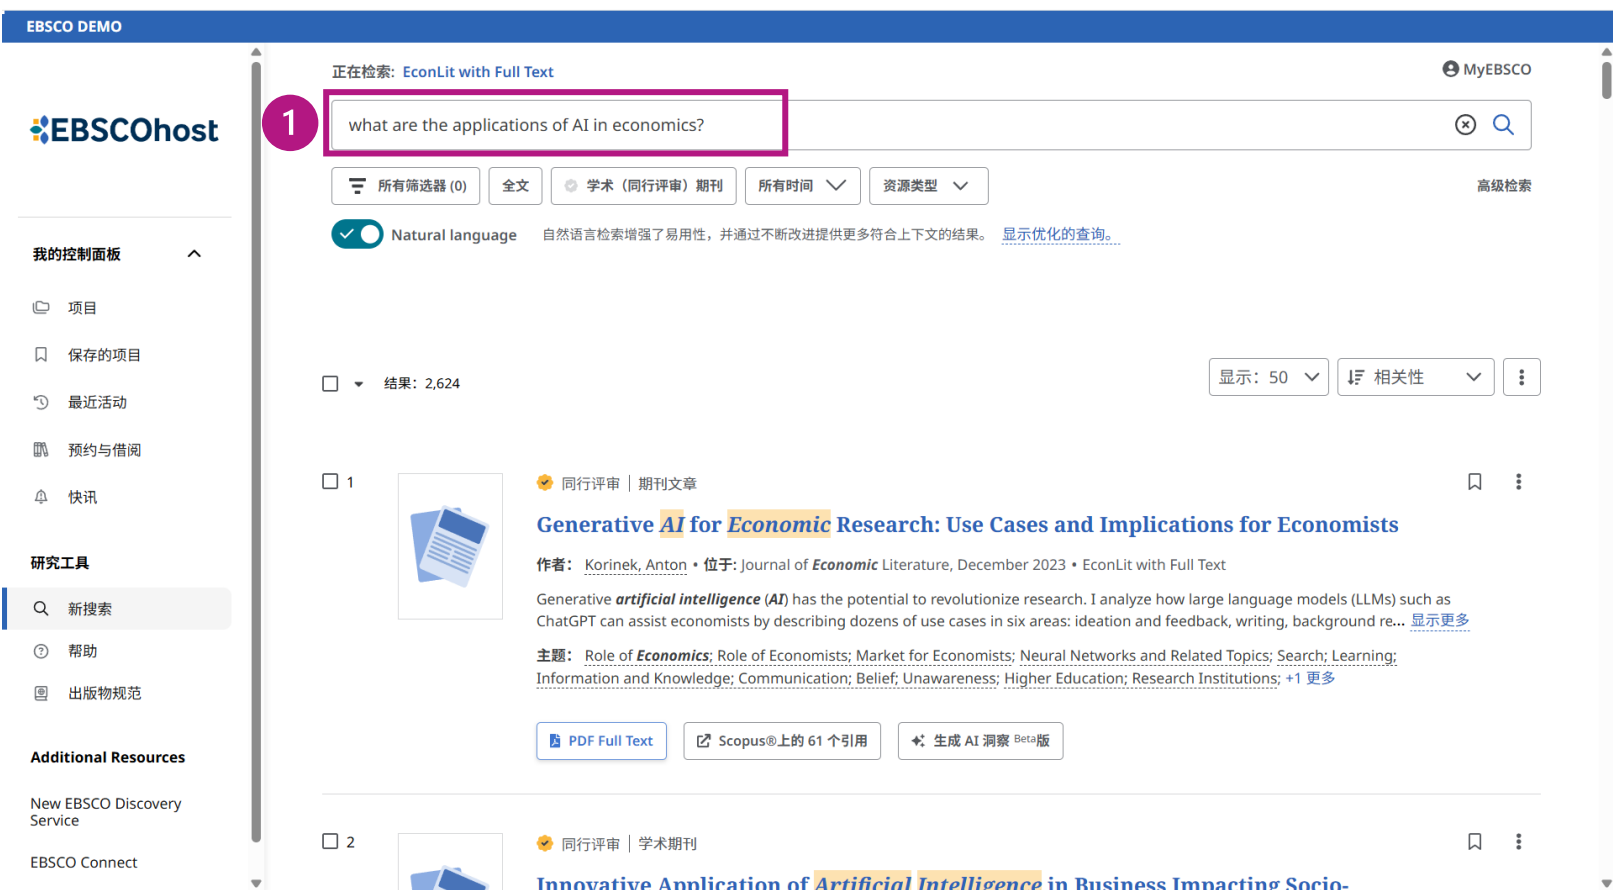 EBSCO DEMO
EBSCOhost
我的控制面板
项目
保存的项目
最近活动
预约与借阅
快讯
研究工具
新搜索
帮助
出版物规范
Additional Resources
New EBSCO Discovery
Service
EBSCO Connect
正在检索: EconLit with Full Text
MyEBSCO
1
what are the applications of AI in economics?
所有筛选器 (0)
全文
学术（同行评审）期刊
所有时间
资源类型
高级检索
Natural language 自然语言检索增强了易用性，并通过不断改进提供更多符合上下文的结果。 显示优化的查询。
结果：2,624
显示：50
相关性
1
同行评审 | 期刊文章
Generative AI for Economic Research: Use Cases and Implications for Economists
作者： Korinek, Anton • 位于: Journal of Economic Literature, December 2023 • EconLit with Full Text
Generative artificial intelligence (AI) has the potential to revolutionize research. I analyze how large language models (LLMs) such as
ChatGPT can assist economists by describing dozens of use cases in six areas: ideation and feedback, writing, background re... 显示更多
主题： Role of Economics; Role of Economists; Market for Economists; Neural Networks and Related Topics; Search; Learning;
Information and Knowledge; Communication; Belief; Unawareness; Higher Education; Research Institutions; +1 更多
PDF Full Text
Scopus®上的 61 个引用
生成 AI 洞察 Beta版
2
同行评审 | 学术期刊
Innovative Application of Artificial Intelligence in Business Impacting Socio-